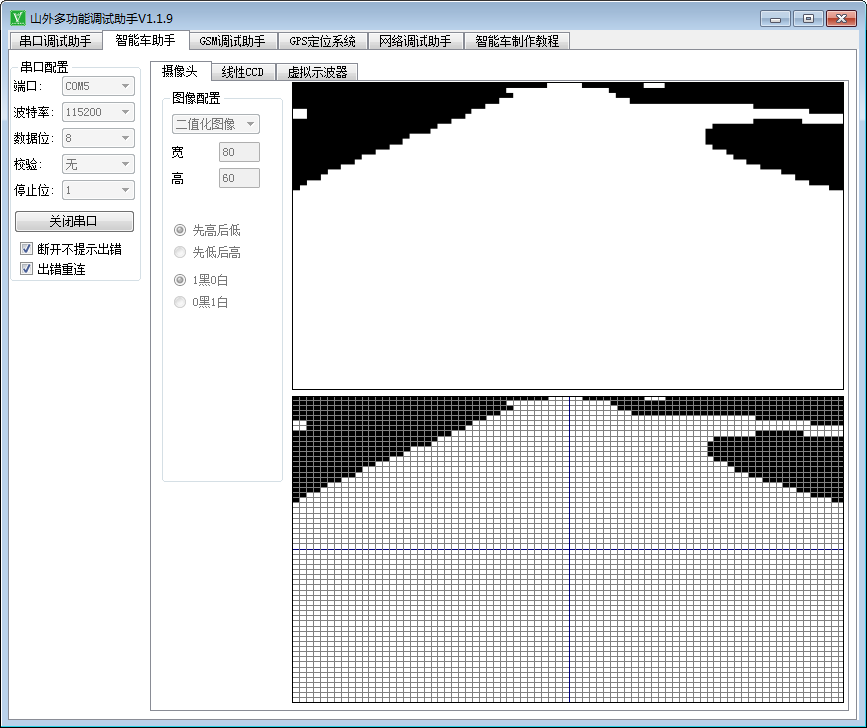 山外多功能调试助手V1.1.9
串口调试助手 智能车助手 GSM调试助手 GPS定位系统 网络调试助手 智能车制作教程
串口配置
端口: COM5
波特率: 115200
数据位: 8
校验: 无
停止位: 1
关闭串口
断开不提示出错
出错重连
摄像头 线性CCD 虚拟示波器
图像配置
二值化图像
宽 80
高 60
先高后低
先低后高
1黑0白
0黑1白